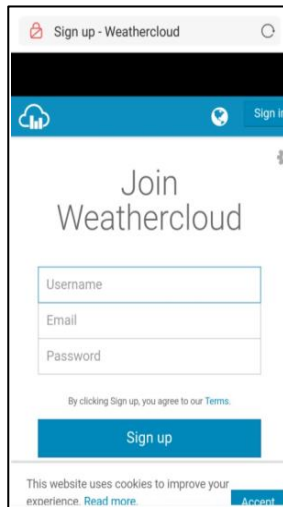 Sign up - Weathercloud
Sign in
Join
Weathercloud
Username
Email
Password
By clicking Sign up, you agree to our Terms.
Sign up
This website uses cookies to improve your
experience. Read more.
Accept